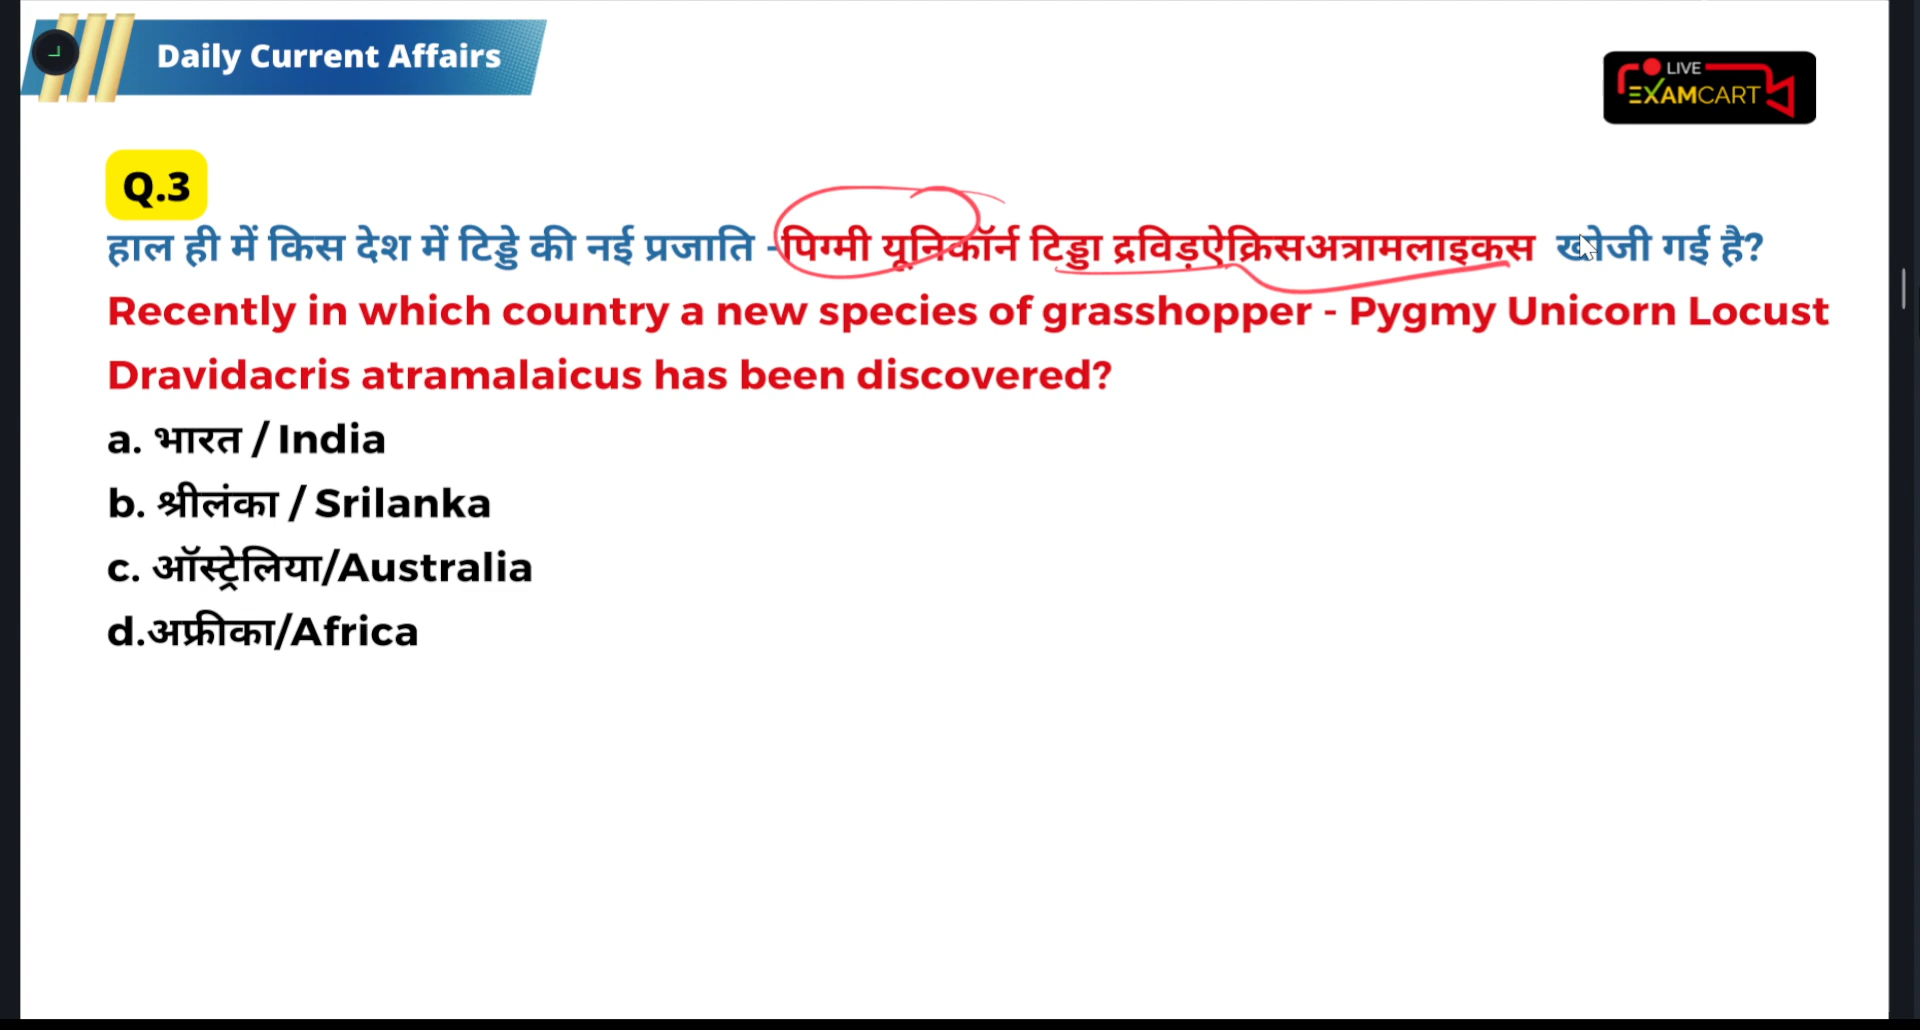 Daily Current Affairs
LIVE
EXAMCART
Q.3
हाल ही में किस देश में टिड्डे की नई प्रजाति -पिग्मी यूनिकॉर्न टिड्डा द्रविड़ऐक्रिसअत्रामलाइकस खोजी गई है?
Recently in which country a new species of grasshopper - Pygmy Unicorn Locust
Dravidacris atramalaicus has been discovered?
a. भारत / India
b. श्रीलंका / Srilanka
c. ऑस्ट्रेलिया/Australia
d.अफ्रीका/Africa